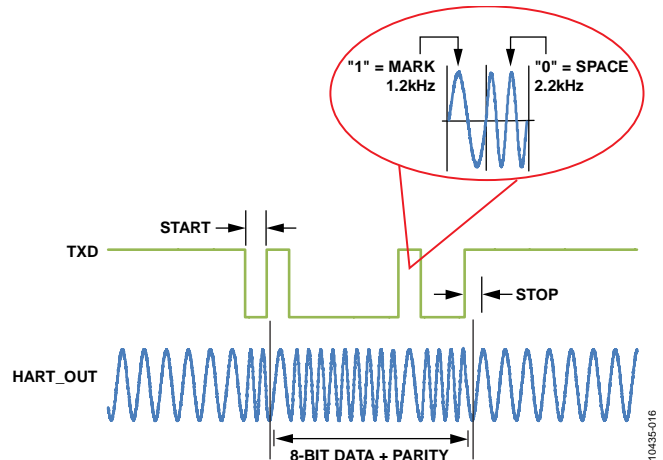 "1" = MARK
1.2kHz
"0" = SPACE
2.2kHz
START
TXD
STOP
HART_OUT
8-BIT DATA + PARITY
10435-016